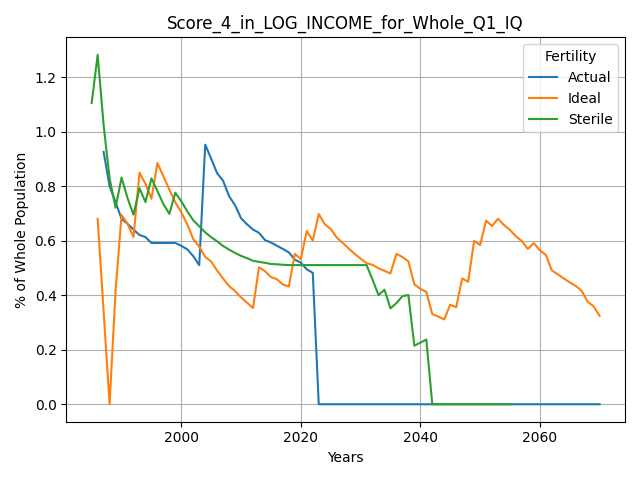 Score_4_in_LOG_INCOME_for_Whole_Q1_IQ
Fertility
Actual
Ideal
Sterile
% of Whole Population
1.2
1.0
0.8
0.6
0.4
0.2
0.0
2000
2020
2040
2060
Years